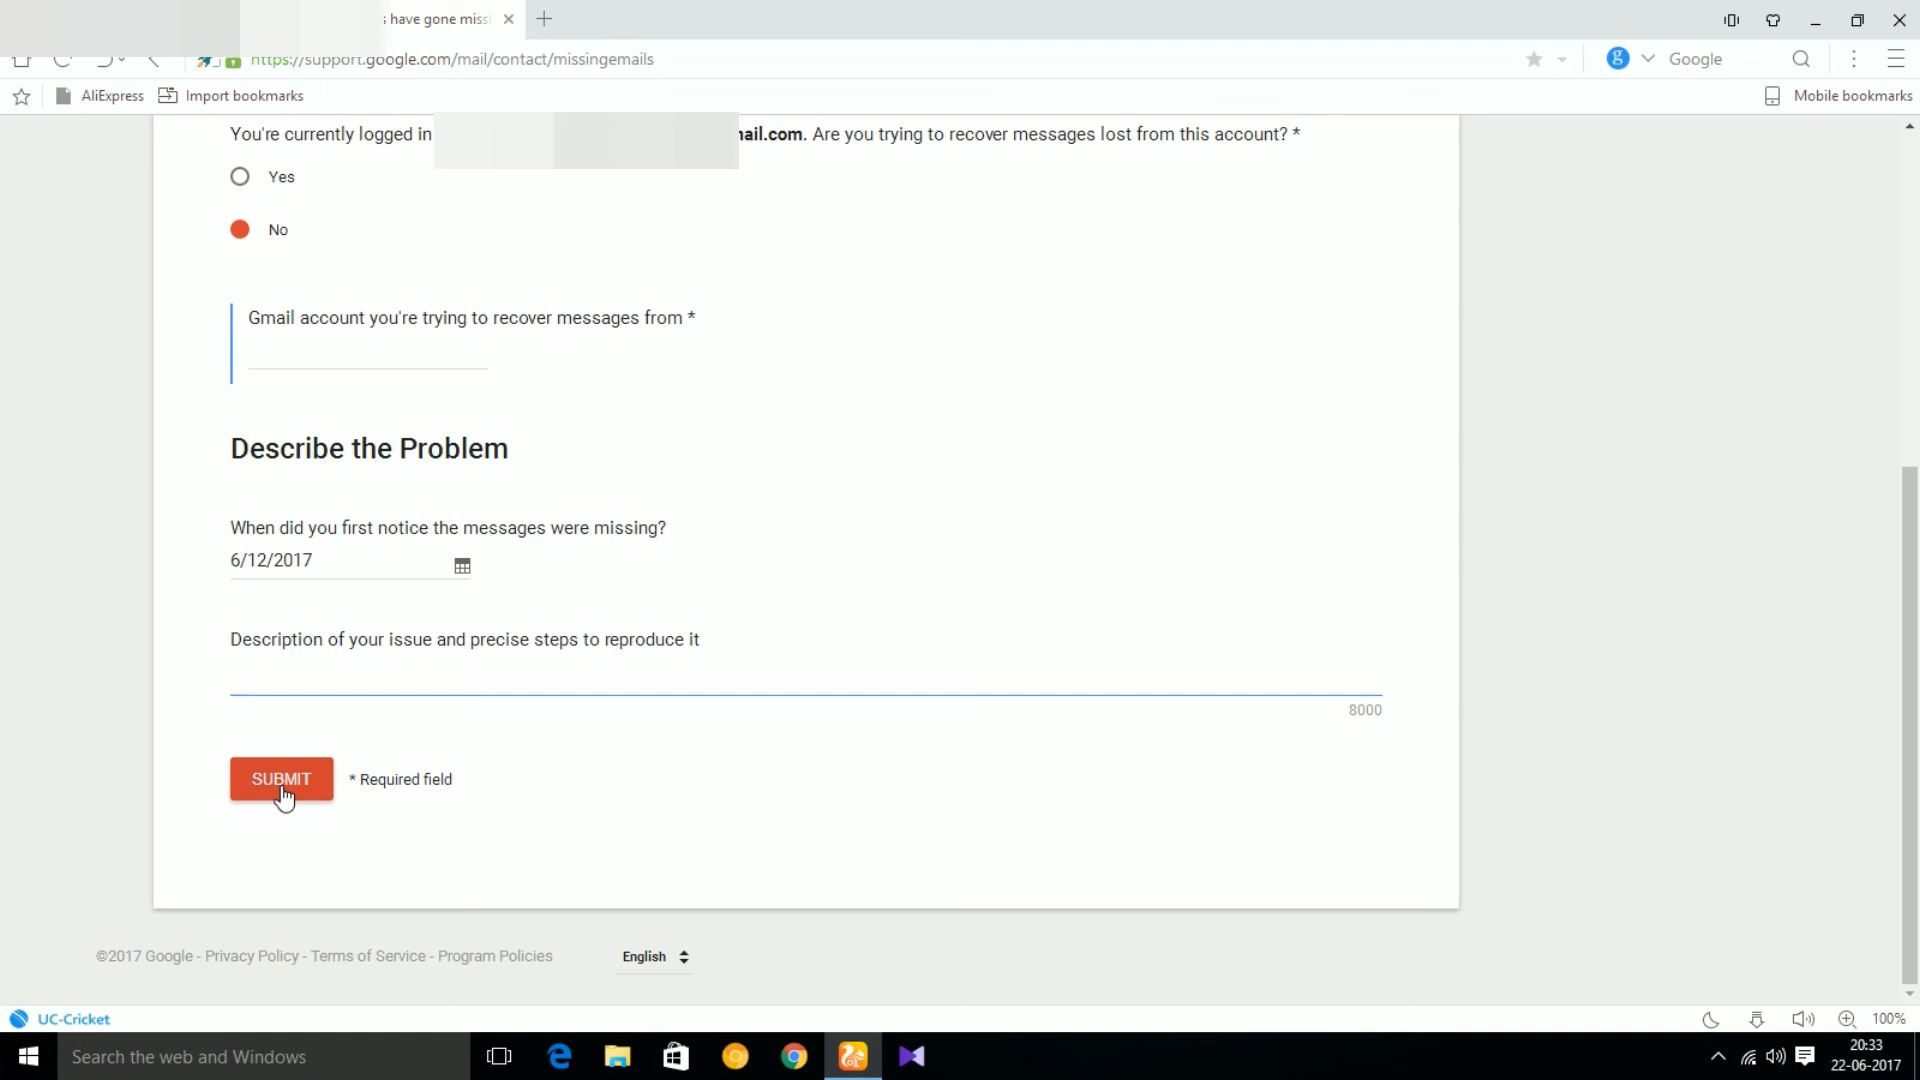 s have gone missi
https://support.google.com/mail/contact/missingemails
Google
AliExpress Import bookmarks Mobile bookmarks
You're currently logged in ail.com. Are you trying to recover messages lost from this account? *
Yes
No
Gmail account you're trying to recover messages from *
Describe the Problem
When did you first notice the messages were missing?
6/12/2017
Description of your issue and precise steps to reproduce it
8000
SUBMIT * Required field
©2017 Google - Privacy Policy - Terms of Service - Program Policies English
UC-Cricket 100%
Search the web and Windows
20:33
22-06-2017